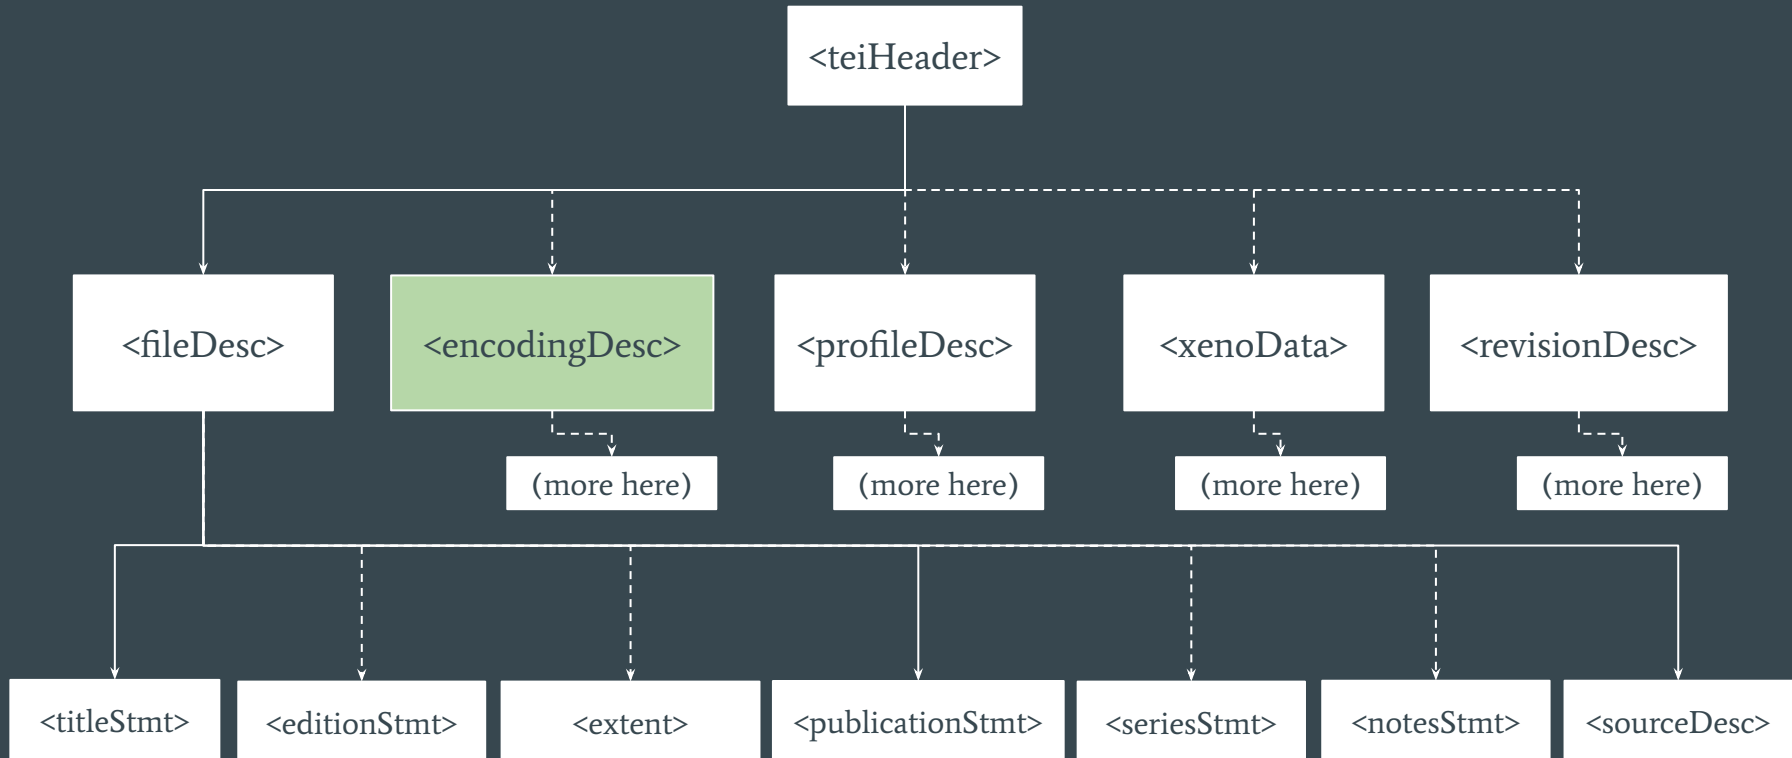 <teiHeader>
<fileDesc>
<encodingDesc>
<profileDesc>
<xenoData>
<revisionDesc>
(more here)
(more here)
(more here)
(more here)
<titleStmt>
<editionStmt>
<extent>
<publicationStmt>
<seriesStmt>
<notesStmt>
<sourceDesc>